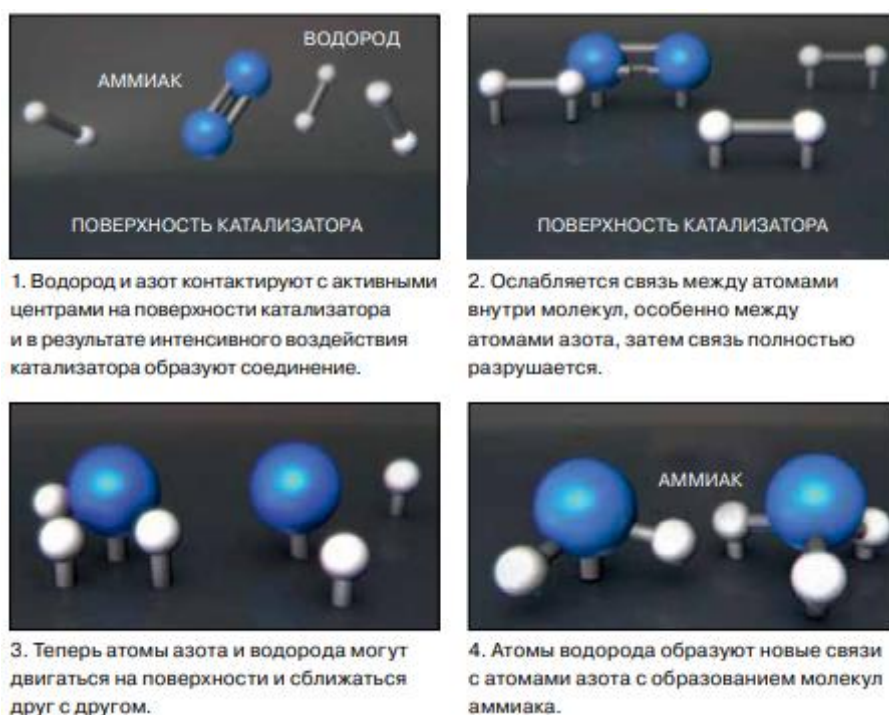 ВОДОРОД
АММИАК
ПОВЕРХНОСТЬ КАТАЛИЗАТОРА
1. Водород и азот контактируют с активными
центрами на поверхности катализатора
и в результате интенсивного воздействия
катализатора образуют соединение.
ПОВЕРХНОСТЬ КАТАЛИЗАТОРА
2. Ослабляется связь между атомами
внутри молекул, особенно между
атомами азота, затем связь полностью
разрушается.
3. Теперь атомы азота и водорода могут
двигаться на поверхности и сближаться
друг с другом.
АММИАК
4. Атомы водорода образуют новые связи
с атомами азота с образованием молекул
аммиака.